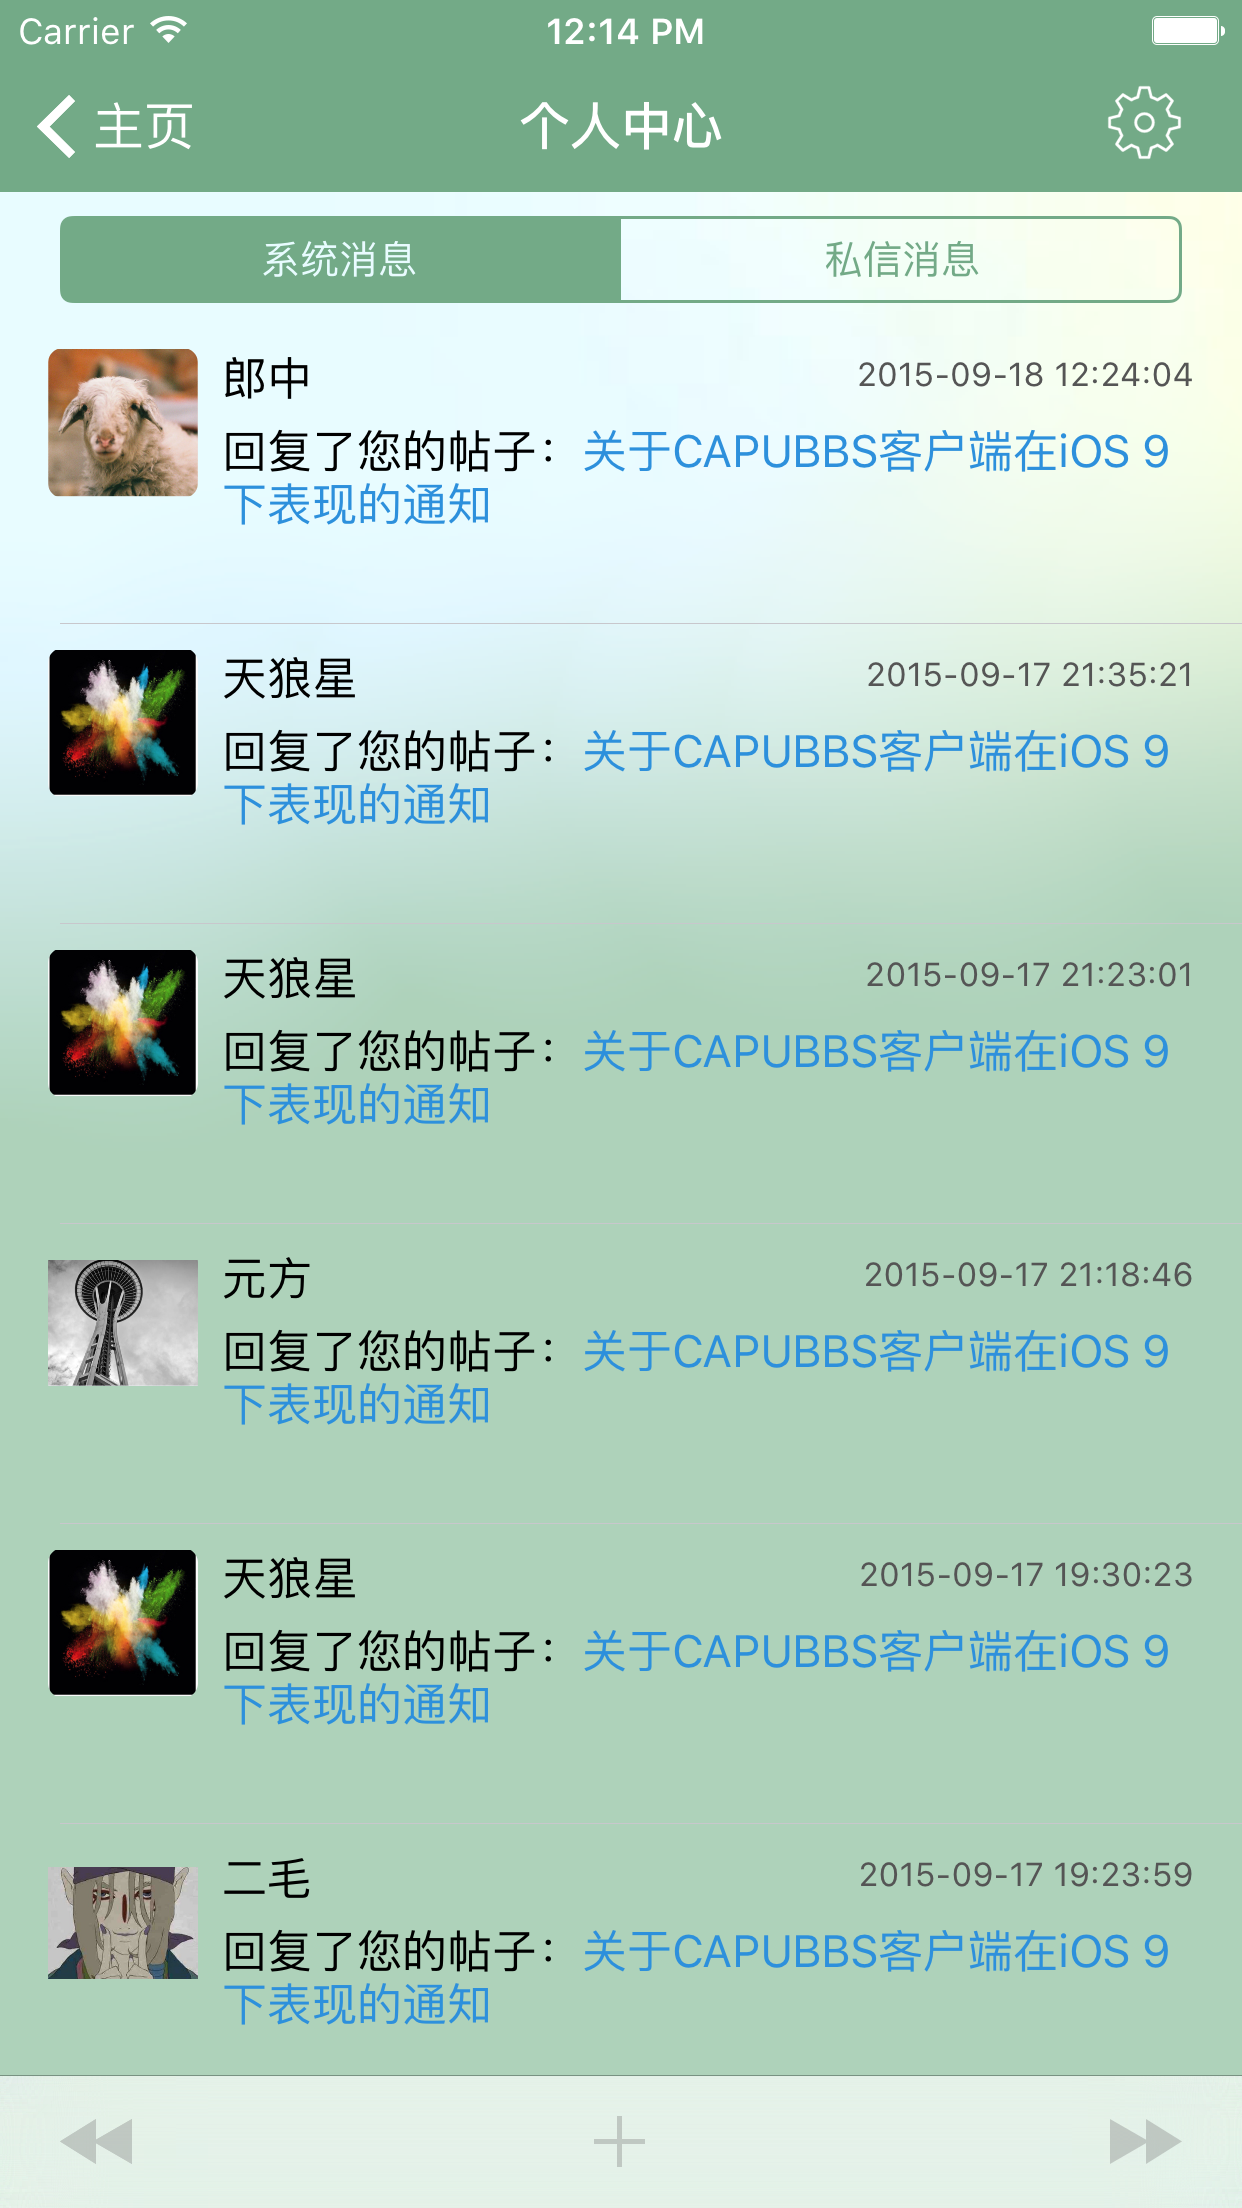 Carrier 12:14 PM
主页 个人中心
系统消息 私信消息
郎中 2015-09-18 12:24:04
回复了您的帖子：关于CAPUBBS客户端在iOS 9
下表现的通知
天狼星 2015-09-17 21:35:21
回复了您的帖子：关于CAPUBBS客户端在iOS 9
下表现的通知
天狼星 2015-09-17 21:23:01
回复了您的帖子：关于CAPUBBS客户端在iOS 9
下表现的通知
元方 2015-09-17 21:18:46
回复了您的帖子：关于CAPUBBS客户端在iOS 9
下表现的通知
天狼星 2015-09-17 19:30:23
回复了您的帖子：关于CAPUBBS客户端在iOS 9
下表现的通知
二毛 2015-09-17 19:23:59
回复了您的帖子：关于CAPUBBS客户端在iOS 9
下表现的通知